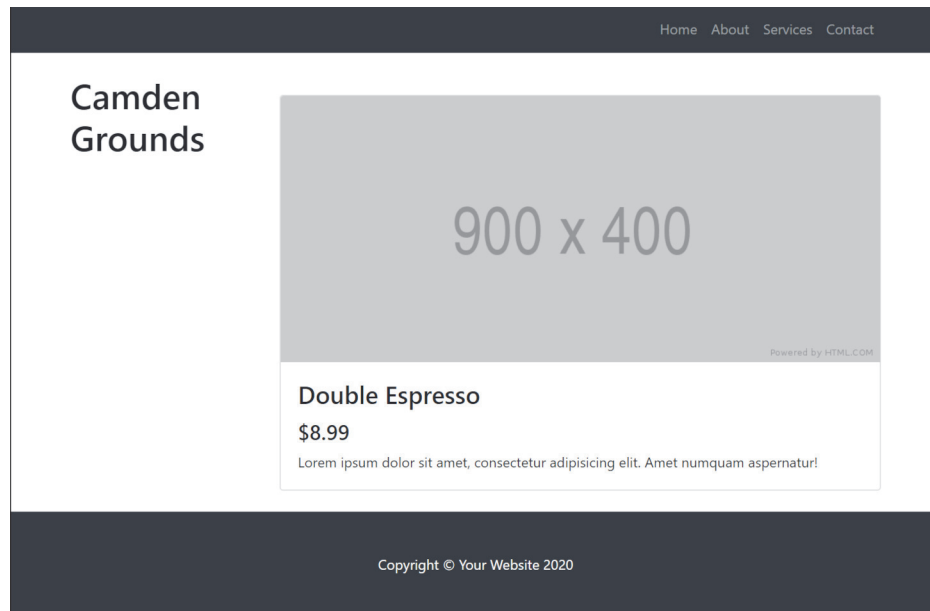 Home About Services Contact
Camden
Grounds
900 x 400
Powered by HTML.COM
Double Espresso
$8.99
Lorem ipsum dolor sit amet, consectetur adipisicing elit. Amet numquam aspernatur!
Copyright © Your Website 2020